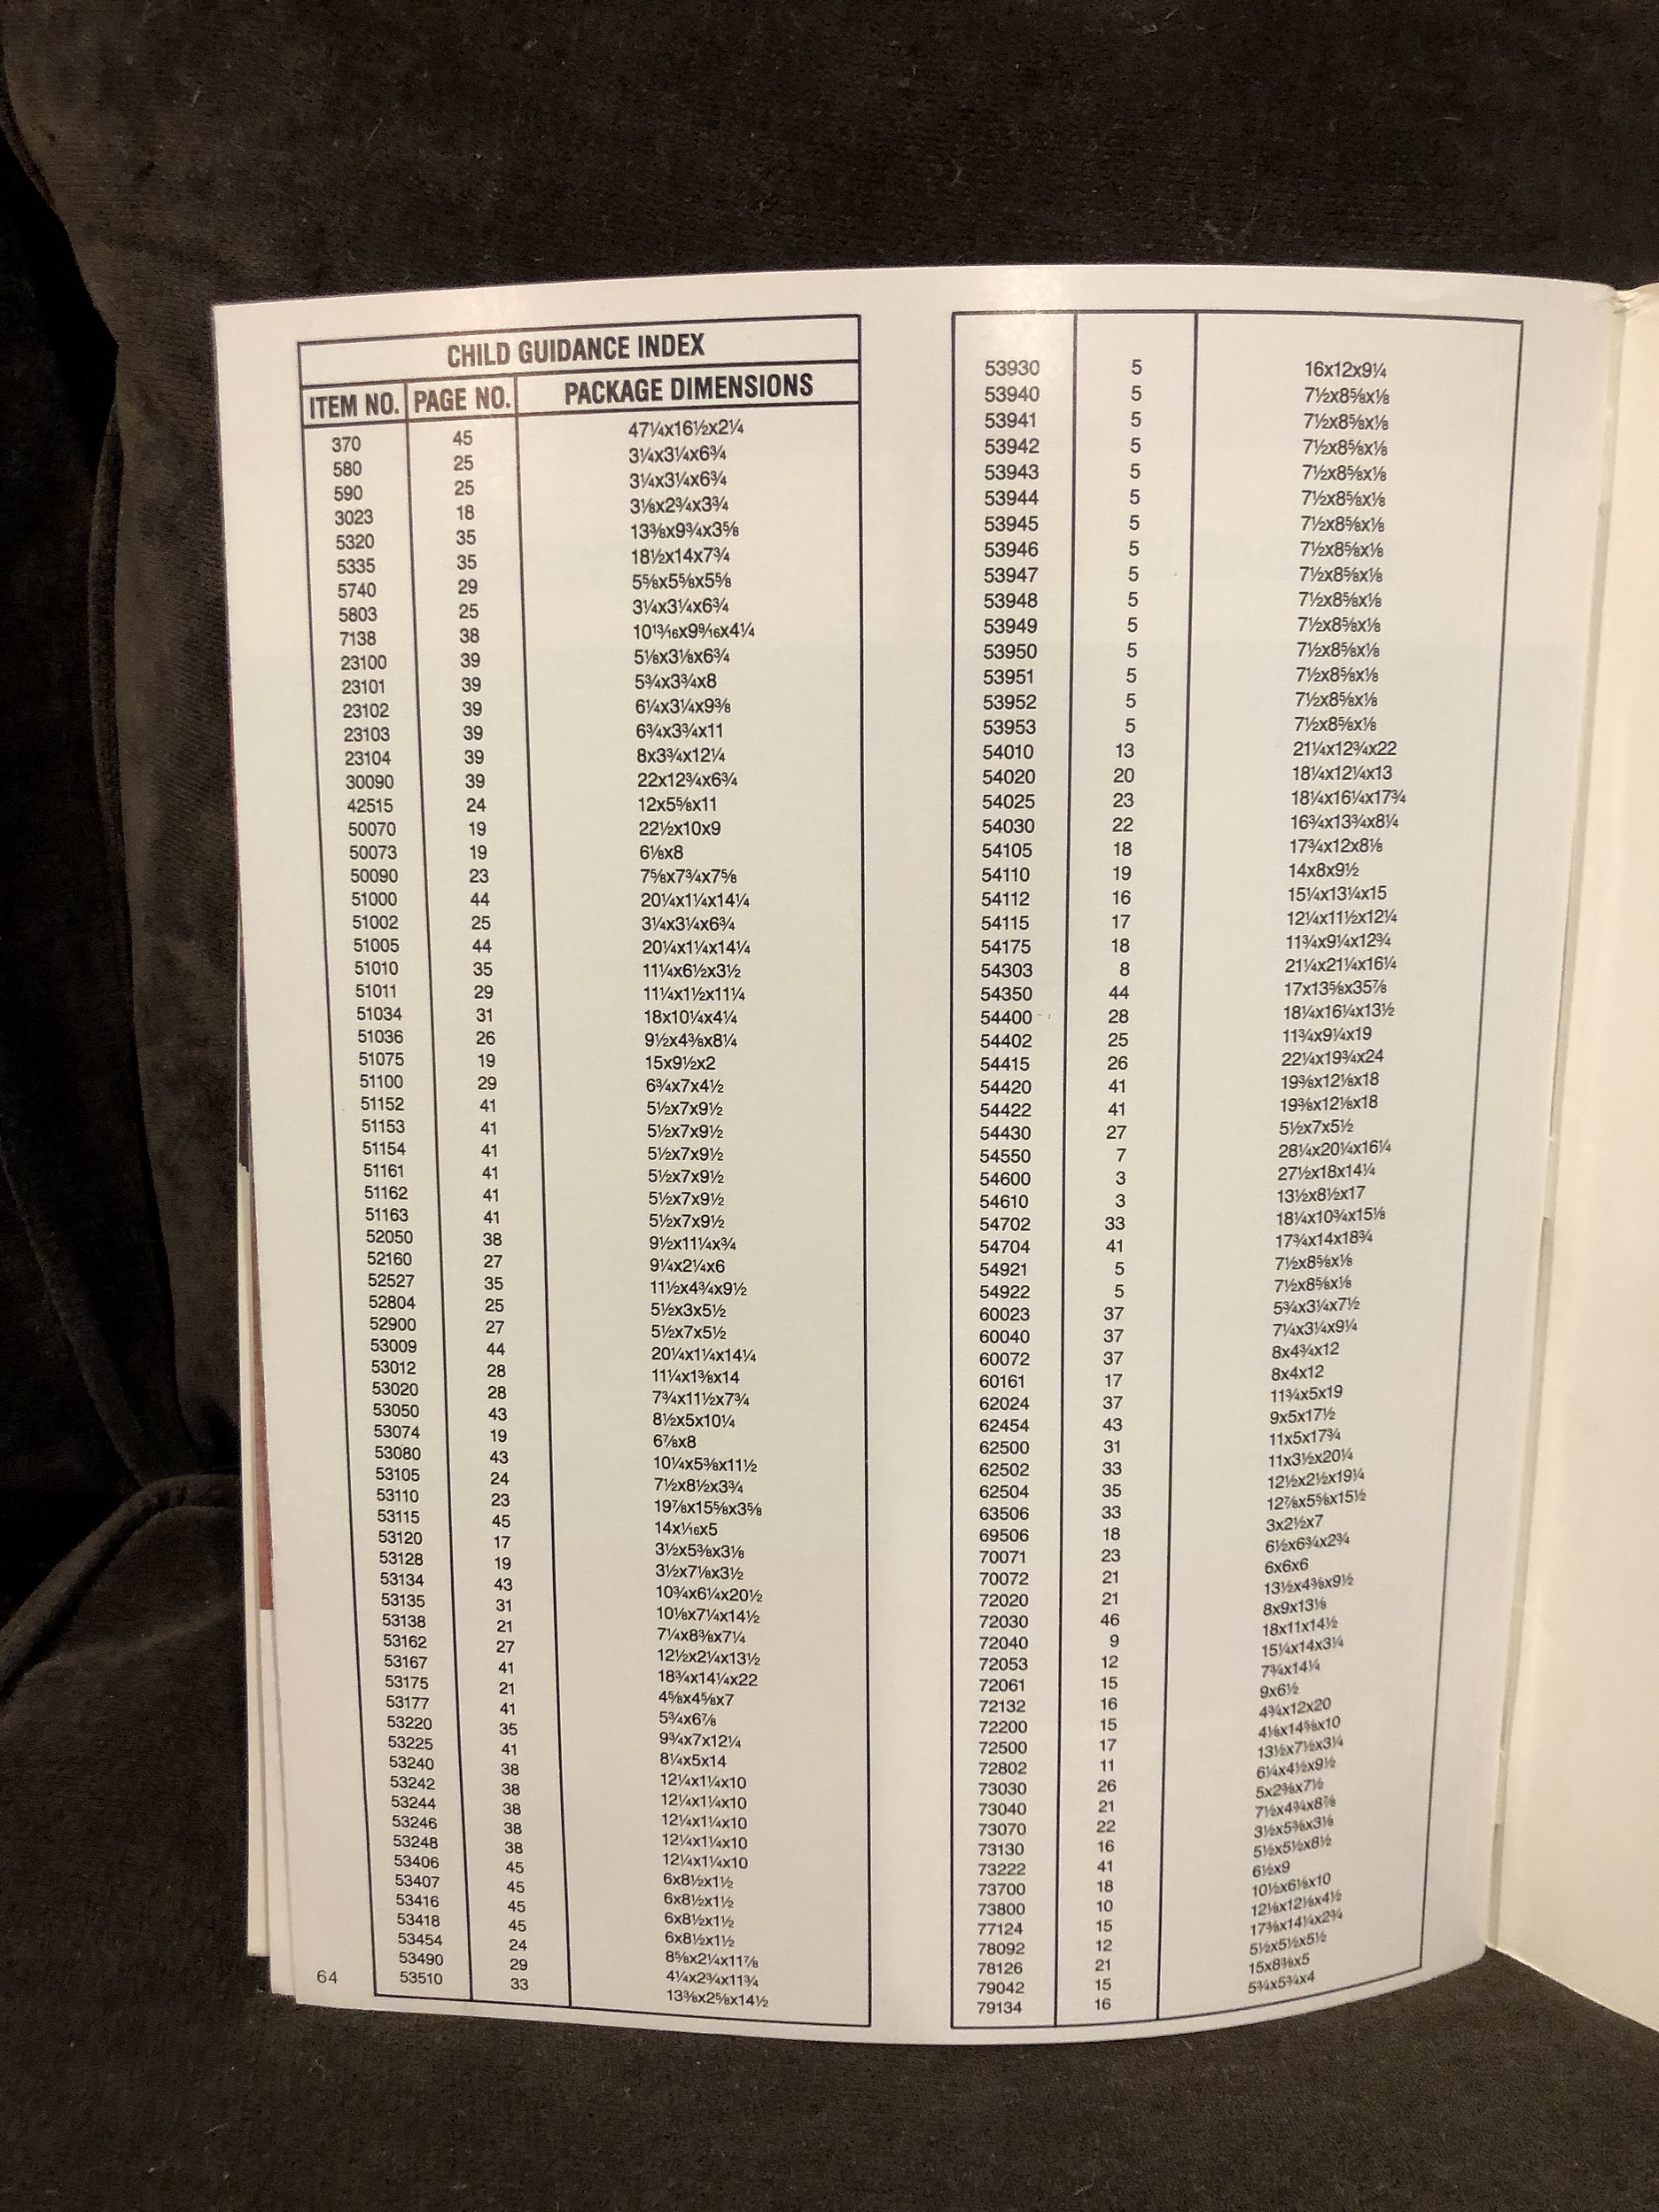 CHILD GUIDANCE INDEX
ITEM NO. PAGE NO. PACKAGE DIMENSIONS
370 45 47¼x16½x2¼
580 25 3¼x3¼x6¾
590 25 3¼x3¼x6¾
3023 18 3⅛x2¾x3¾
5320 35 13⅜x9¾x3⅝
5335 35 18½x14x7¾
5740 29 5⅝x5⅝x5⅝
5803 25 3¼x3¼x6¾
7138 38 10¹³⁄₁₆x9⁹⁄₁₆x4¼
23100 39 5⅛x3⅛x6¾
23101 39 5¾x3¾x8
23102 39 6¼x3¼x9⅜
23103 39 6¾x3¾x11
23104 39 8x3¾x12¼
30090 39 22x12¾x6¾
42515 24 12x5⅝x11
50070 19 22½x10x9
50073 19 6⅛x8
50090 23 7⅝x7¾x7⅝
51000 44 20¼x1¼x14¼
51002 25 3¼x3¼x6¾
51005 44 20¼x1¼x14¼
51010 35 11¼x6½x3½
51011 29 11¼x1½x11¼
51034 31 18x10¼x4¼
51036 26 9½x4⅜x8¼
51075 19 15x9½x2
51100 29 6¾x7x4½
51152 41 5½x7x9½
51153 41 5½x7x9½
51154 41 5½x7x9½
51161 41 5½x7x9½
51162 41 5½x7x9½
51163 41 5½x7x9½
52050 38 9½x11¼x¾
52160 27 9¼x2¼x6
52527 35 11½x4¾x9½
52804 25 5½x3x5½
52900 27 5½x7x5½
53009 44 20¼x1¼x14¼
53012 28 11¼x1⅜x14
53020 28 7¾x11½x7¾
53050 43 8½x5x10¼
53074 19 6⅞x8
53080 43 10¼x5⅜x11½
53105 24 7½x8½x3¾
53110 23 19⅞x15⅝x3⅝
53115 45 14x¹⁄₁₆x5
53120 17 3½x5⅜x3⅛
53128 19 3½x7⅛x3½
53134 43 10¾x6¼x20½
53135 31 10⅛x7¼x14½
53138 21 7¼x8⅜x7¼
53162 27 12½x2¼x13½
53167 41 18¾x14¼x22
53175 21 4⅝x4⅝x7
53177 41 5¾x6⅞
53220 35 9¾x7x12¼
53225 41 8¼x5x14
53240 38 12¼x1¼x10
53242 38 12¼x1¼x10
53244 38 12¼x1¼x10
53246 38 12¼x1¼x10
53248 38 12¼x1¼x10
53406 45 6x8½x1½
53407 45 6x8½x1½
53416 45 6x8½x1½
53418 45 6x8½x1½
53454 24 8⅝x2¼x11⅞
53490 29 4¼x2¾x11¾
53510 33 13⅜x2⅝x14½
64
53930 5 16x12x9¼
53940 5 7½x8⅝x⅛
53941 5 7½x8⅝x⅛
53942 5 7½x8⅝x⅛
53943 5 7½x8⅝x⅛
53944 5 7½x8⅝x⅛
53945 5 7½x8⅝x⅛
53946 5 7½x8⅝x⅛
53947 5 7½x8⅝x⅛
53948 5 7½x8⅝x⅛
53949 5 7½x8⅝x⅛
53950 5 7½x8⅝x⅛
53951 5 7½x8⅝x⅛
53952 5 7½x8⅝x⅛
53953 5 7½x8⅝x⅛
54010 13 21¼x12¾x22
54020 20 18¼x12¼x13
54025 23 18¼x16¼x17¾
54030 22 16¾x13¾x8¼
54105 18 17¾x12x8⅛
54110 19 14x8x9½
54112 16 15¼x13¼x15
54115 17 12¼x11½x12¼
54175 18 11¾x9¼x12¾
54303 8 21¼x21¼x16¼
54350 44 17x13⅝x35⅞
54400 28 18¼x16¼x13½
54402 25 11¾x9¼x19
54415 26 22¼x19¾x24
54420 41 19⅜x12⅛x18
54422 41 19⅜x12⅛x18
54430 27 5½x7x5½
54550 7 28¼x20¼x16¼
54600 3 27½x18x14¼
54610 3 13½x8½x17
54702 33 18¼x10¾x15⅛
54704 41 17¾x14x18¾
54921 5 7½x8⅝x⅛
54922 5 7½x8⅝x⅛
60023 37 5¾x3¼x7½
60040 37 7¼x3¼x9¼
60072 37 8x4¾x12
60161 17 8x4x12
62024 37 11¾x5x19
62454 43 9x5x17½
62500 31 11x5x17¾
62502 33 11x3½x20¼
62504 35 12½x2½x19¼
63506 33 12⅞x5⅝x15½
69506 18 3x2½x7
70071 23 6½x6¾x2¾
70072 21 6x6x6
72020 21 13½x4⅜x9½
72030 46 8x9x13⅛
72040 9 18x11x14½
72053 12 15¼x14x3¼
72061 15 7¾x14¼
72132 16 9x6½
72200 15 4¾x12x20
72500 17 4⅛x14⅝x10
72802 11 13½x7½x3¼
73030 26 6¼x4½x9½
73040 21 5x2⅜x7½
73070 22 7½x4¾x8⅞
73130 16 3½x5⅜x3⅛
73222 41 5½x5½x8½
73700 18 6½x9
73800 10 10½x6⅛x10
77124 15 12⅛x12⅛x4½
78092 12 17⅜x14¼x2¾
78126 21 5½x5½x5½
79042 15 15x8⅜x5
79134 16 5¾x5¾x4